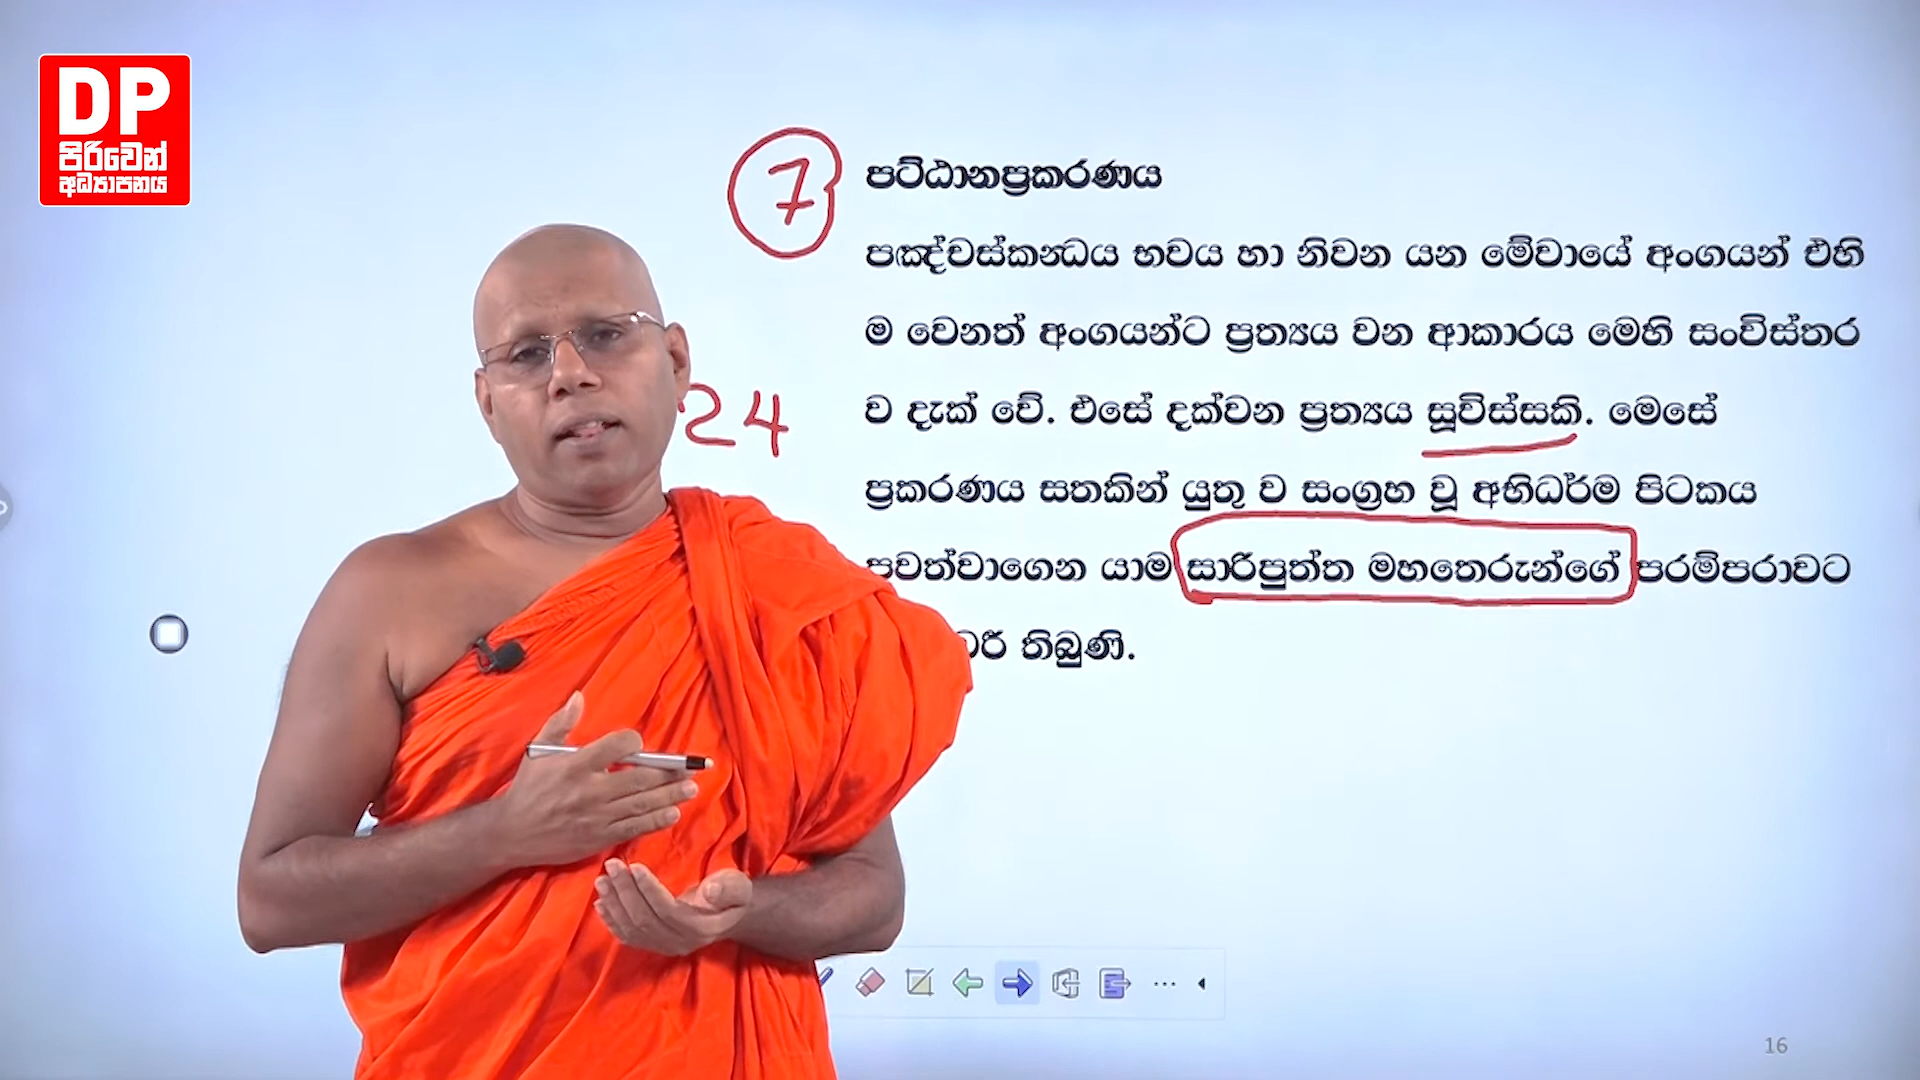 DP
පිරිවෙන්
අධ්‍යාපනය
7
පට්ඨානප්‍රකරණය
පඤ්චස්කන්‍ධය භවය හා නිවන යන මේවායේ අංගයන් එහි
ම වෙනත් අංගයන්ට ප්‍රත්‍යය වන ආකාරය මෙහි සංවිස්තර
24
ව දැක් වේ. එසේ දක්වන ප්‍රත්‍යය සූවිස්සකි. මෙසේ
ප්‍රකරණය සතකින් යුතු ව සංග්‍රහ වූ අභිධර්ම පිටකය
පවත්වාගෙන යාම සාරිපුත්ත මහතෙරුන්ගේ පරම්පරාවට
තිබුණි.
16